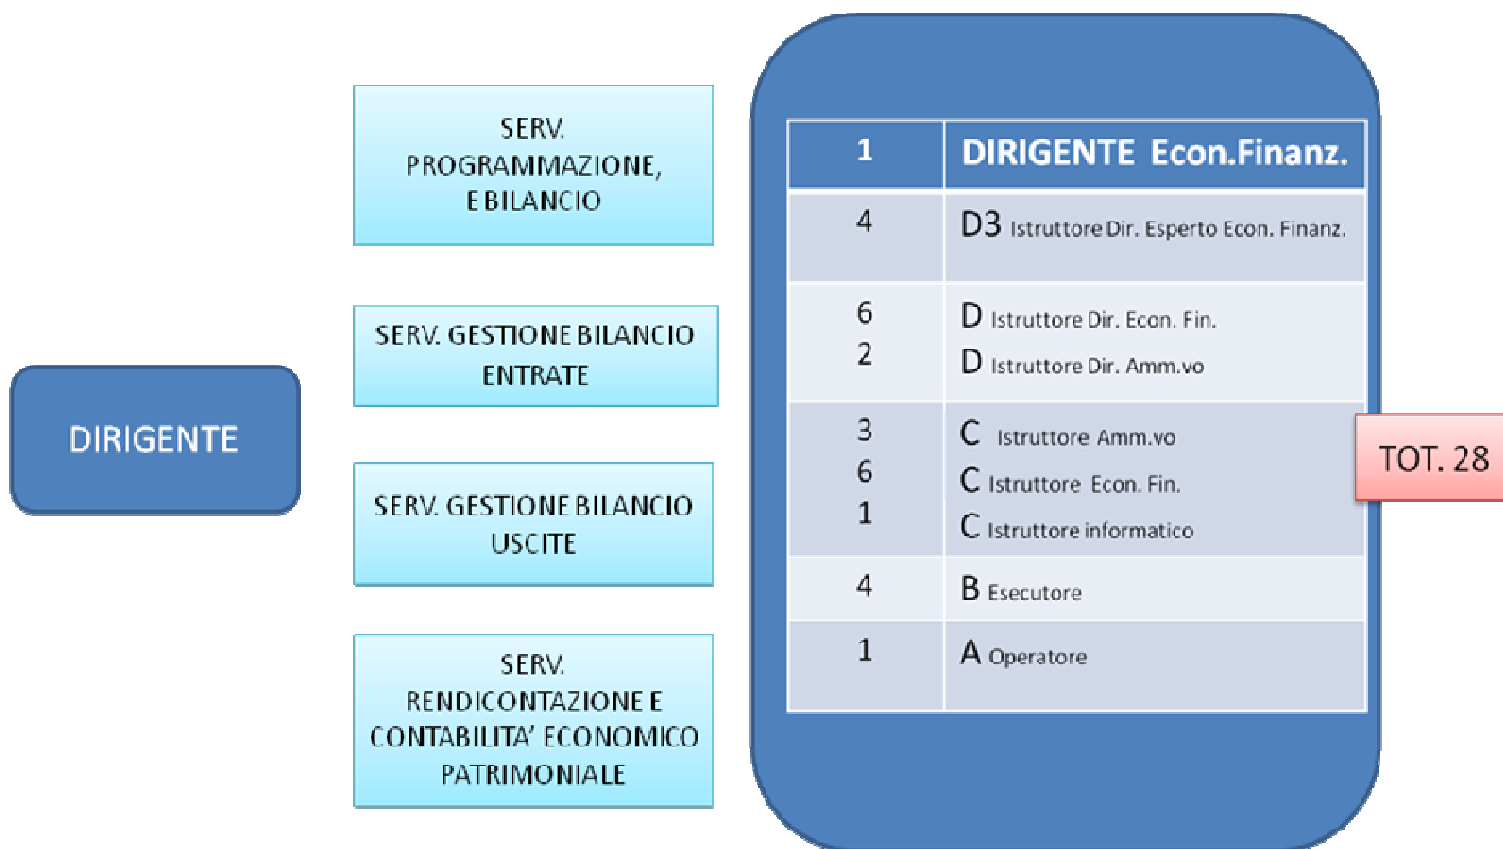 DIRIGENTE
SERV.
PROGRAMMAZIONE,
E BILANCIO
SERV. GESTIONE BILANCIO
ENTRATE
SERV. GESTIONE BILANCIO
USCITE
SERV.
RENDICONTAZIONE E
CONTABILITA’ ECONOMICO
PATRIMONIALE
1 DIRIGENTE Econ.Finanz.
4 D3 Istruttore Dir. Esperto Econ. Finanz.
6 D Istruttore Dir. Econ. Fin.
2 D Istruttore Dir. Amm.vo
3 C Istruttore Amm.vo
6 C Istruttore Econ. Fin.
1 C Istruttore informatico
4 B Esecutore
1 A Operatore
TOT. 28